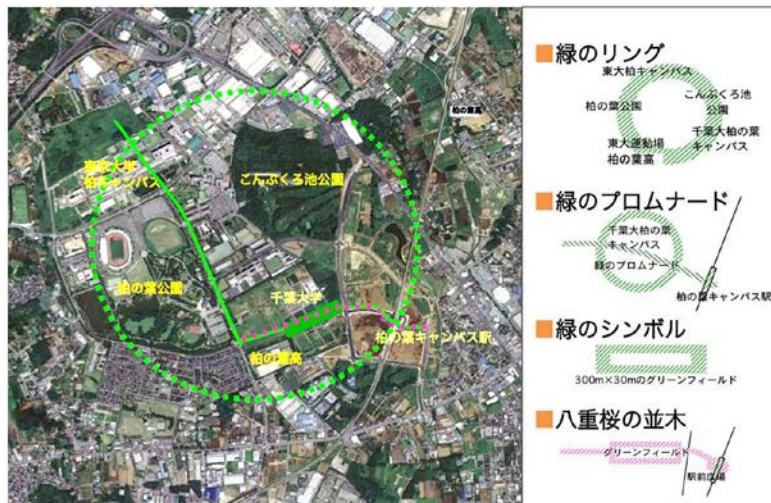 柏の葉高
東京大学
柏キャンパス
こんぶくろ池公園
柏の葉公園
千葉大学
柏の葉キャンパス駅
柏の葉高
■緑のリング
東大柏キャンパス
こんぶくろ池
公園
柏の葉公園
千葉大柏の葉
キャンパス
東大運動場
柏の葉高
■緑のプロムナード
千葉大柏の葉
キャンパス
緑のプロムナード
柏の葉キャンパス駅
■緑のシンボル
300m×30mのグリーンフィールド
■八重桜の並木
グリーンフィールド
駅前広場